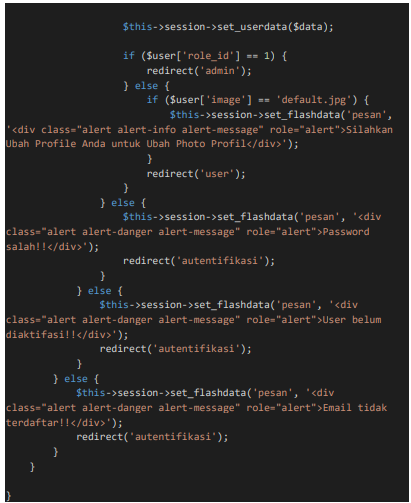 $this->session->set_userdata($data);
if ($user['role_id'] == 1) {
redirect('admin');
} else {
if ($user['image'] == 'default.jpg') {
$this->session->set_flashdata('pesan',
'<div class="alert alert-info alert-message" role="alert">Silahkan
Ubah Profile Anda untuk Ubah Photo Profil</div>');
}
redirect('user');
}
} else {
$this->session->set_flashdata('pesan', '<div
class="alert alert-danger alert-message" role="alert">Password
salah!!</div>');
redirect('autentifikasi');
}
} else {
$this->session->set_flashdata('pesan', '<div
class="alert alert-danger alert-message" role="alert">User belum
diaktifasi!!</div>');
redirect('autentifikasi');
}
} else {
$this->session->set_flashdata('pesan', '<div
class="alert alert-danger alert-message" role="alert">Email tidak
terdaftar!!</div>');
redirect('autentifikasi');
}
}
}